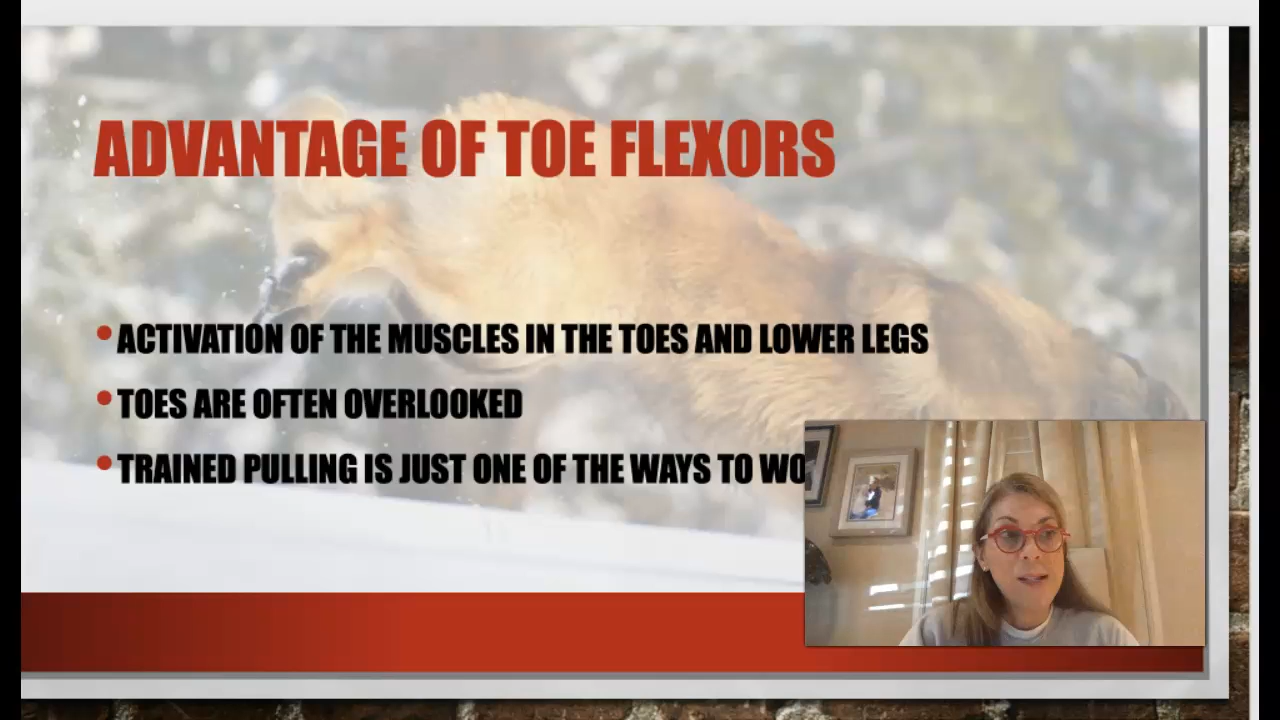 ADVANTAGE OF TOE FLEXORS
• ACTIVATION OF THE MUSCLES IN THE TOES AND LOWER LEGS
• TOES ARE OFTEN OVERLOOKED
• TRAINED PULLING IS JUST ONE OF THE WAYS TO